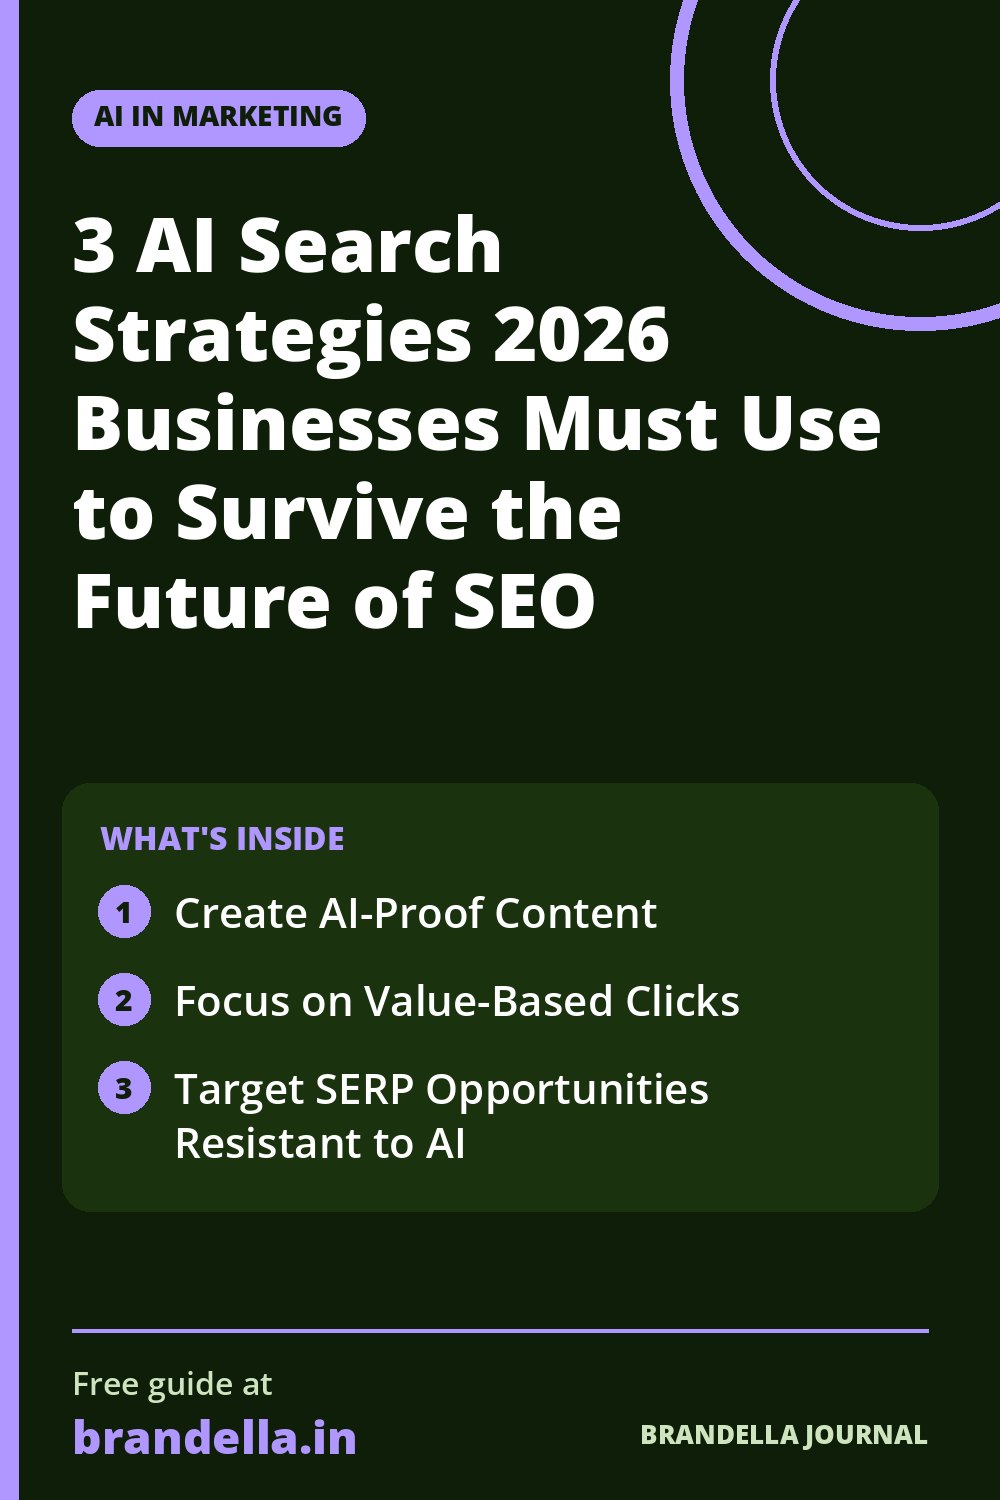 AI IN MARKETING
3 AI Search
Strategies 2026
Businesses Must Use
to Survive the
Future of SEO
WHAT'S INSIDE
1 Create AI-Proof Content
2 Focus on Value-Based Clicks
3 Target SERP Opportunities
Resistant to AI
Free guide at
brandella.in
BRANDELLA JOURNAL